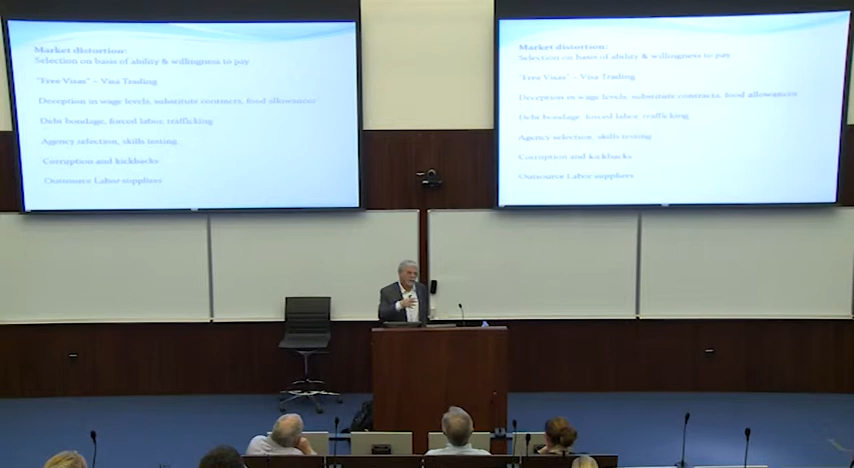 Market distortion:
Selection on basis of ability & willingness to pay
"Free Visas" – Visa Trading
Deception in wage levels, substitute contracts, food allowances
Debt bondage, forced labor, trafficking
Agency selection, skills testing
Corruption and kickbacks
Outsource Labor suppliers
Market distortion:
Selection on basis of ability & willingness to pay
"Free Visas" – Visa Trading
Deception in wage levels, substitute contracts, food allowances
Debt bondage, forced labor, trafficking
Agency selection, skills testing
Corruption and kickbacks
Outsource Labor suppliers